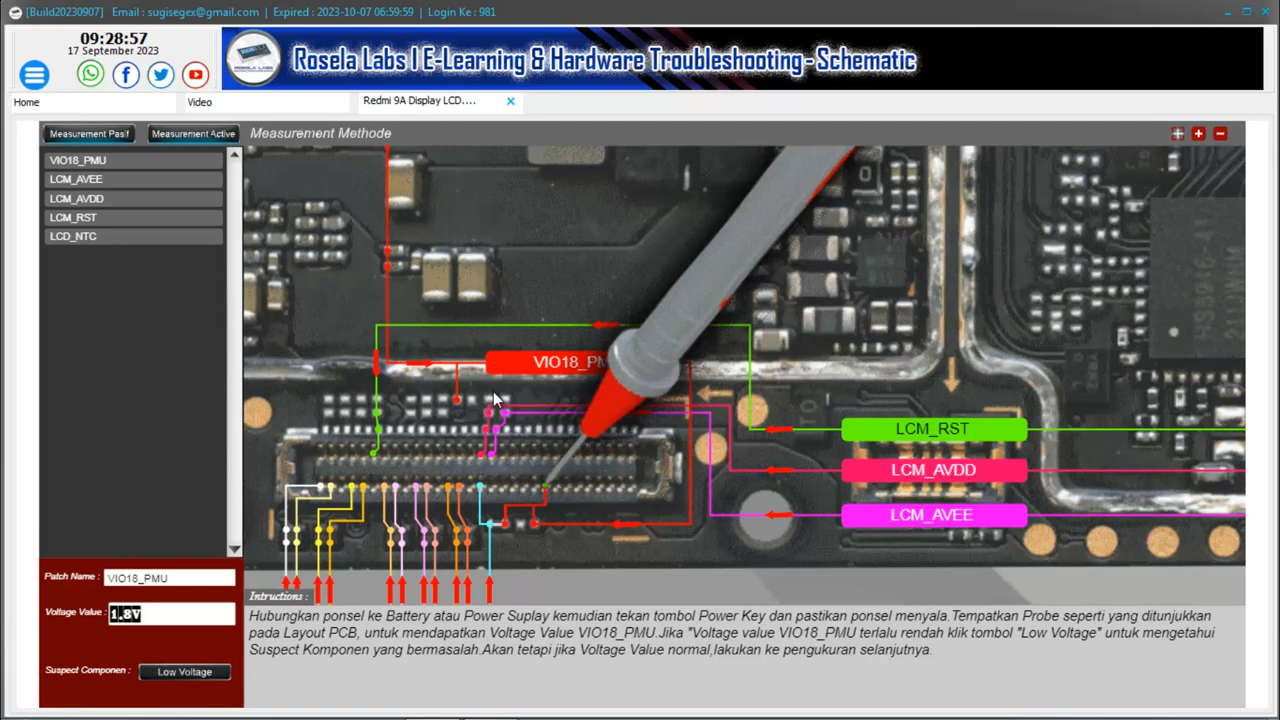 [Build20230907] Email : sugisegex@gmail.com | Expired : 2023-10-07 06:59:59 | Login Ke : 981
09:28:57
17 September 2023
ROSELA LABS
Rosela Labs | E-Learning & Hardware Troubleshooting - Schematic
Home
Video
Redmi 9A Display LCD....
Measurement Pasif
Measurement Active
Measurement Methode
VIO18_PMU
LCM_AVEE
LCM_AVDD
LCM_RST
LCD_NTC
VIO18_PM
LCM_RST
LCM_AVDD
LCM_AVEE
Patch Name :
VIO18_PMU
Voltage Value :
1.8V
Suspect Component :
Low Voltage
Intructions :
Hubungkan ponsel ke Battery atau Power Suplay kemudian tekan tombol Power Key dan pastikan ponsel menyala.Tempatkan Probe seperti yang ditunjukkan
pada Layout PCB, untuk mendapatkan Voltage Value VIO18_PMU.Jika "Voltage value VIO18_PMU terlalu rendah klik tombol "Low Voltage" untuk mengetahui
Suspect Komponen yang bermasalah.Akan tetapi jika Voltage Value normal,lakukan ke pengukuran selanjutnya.